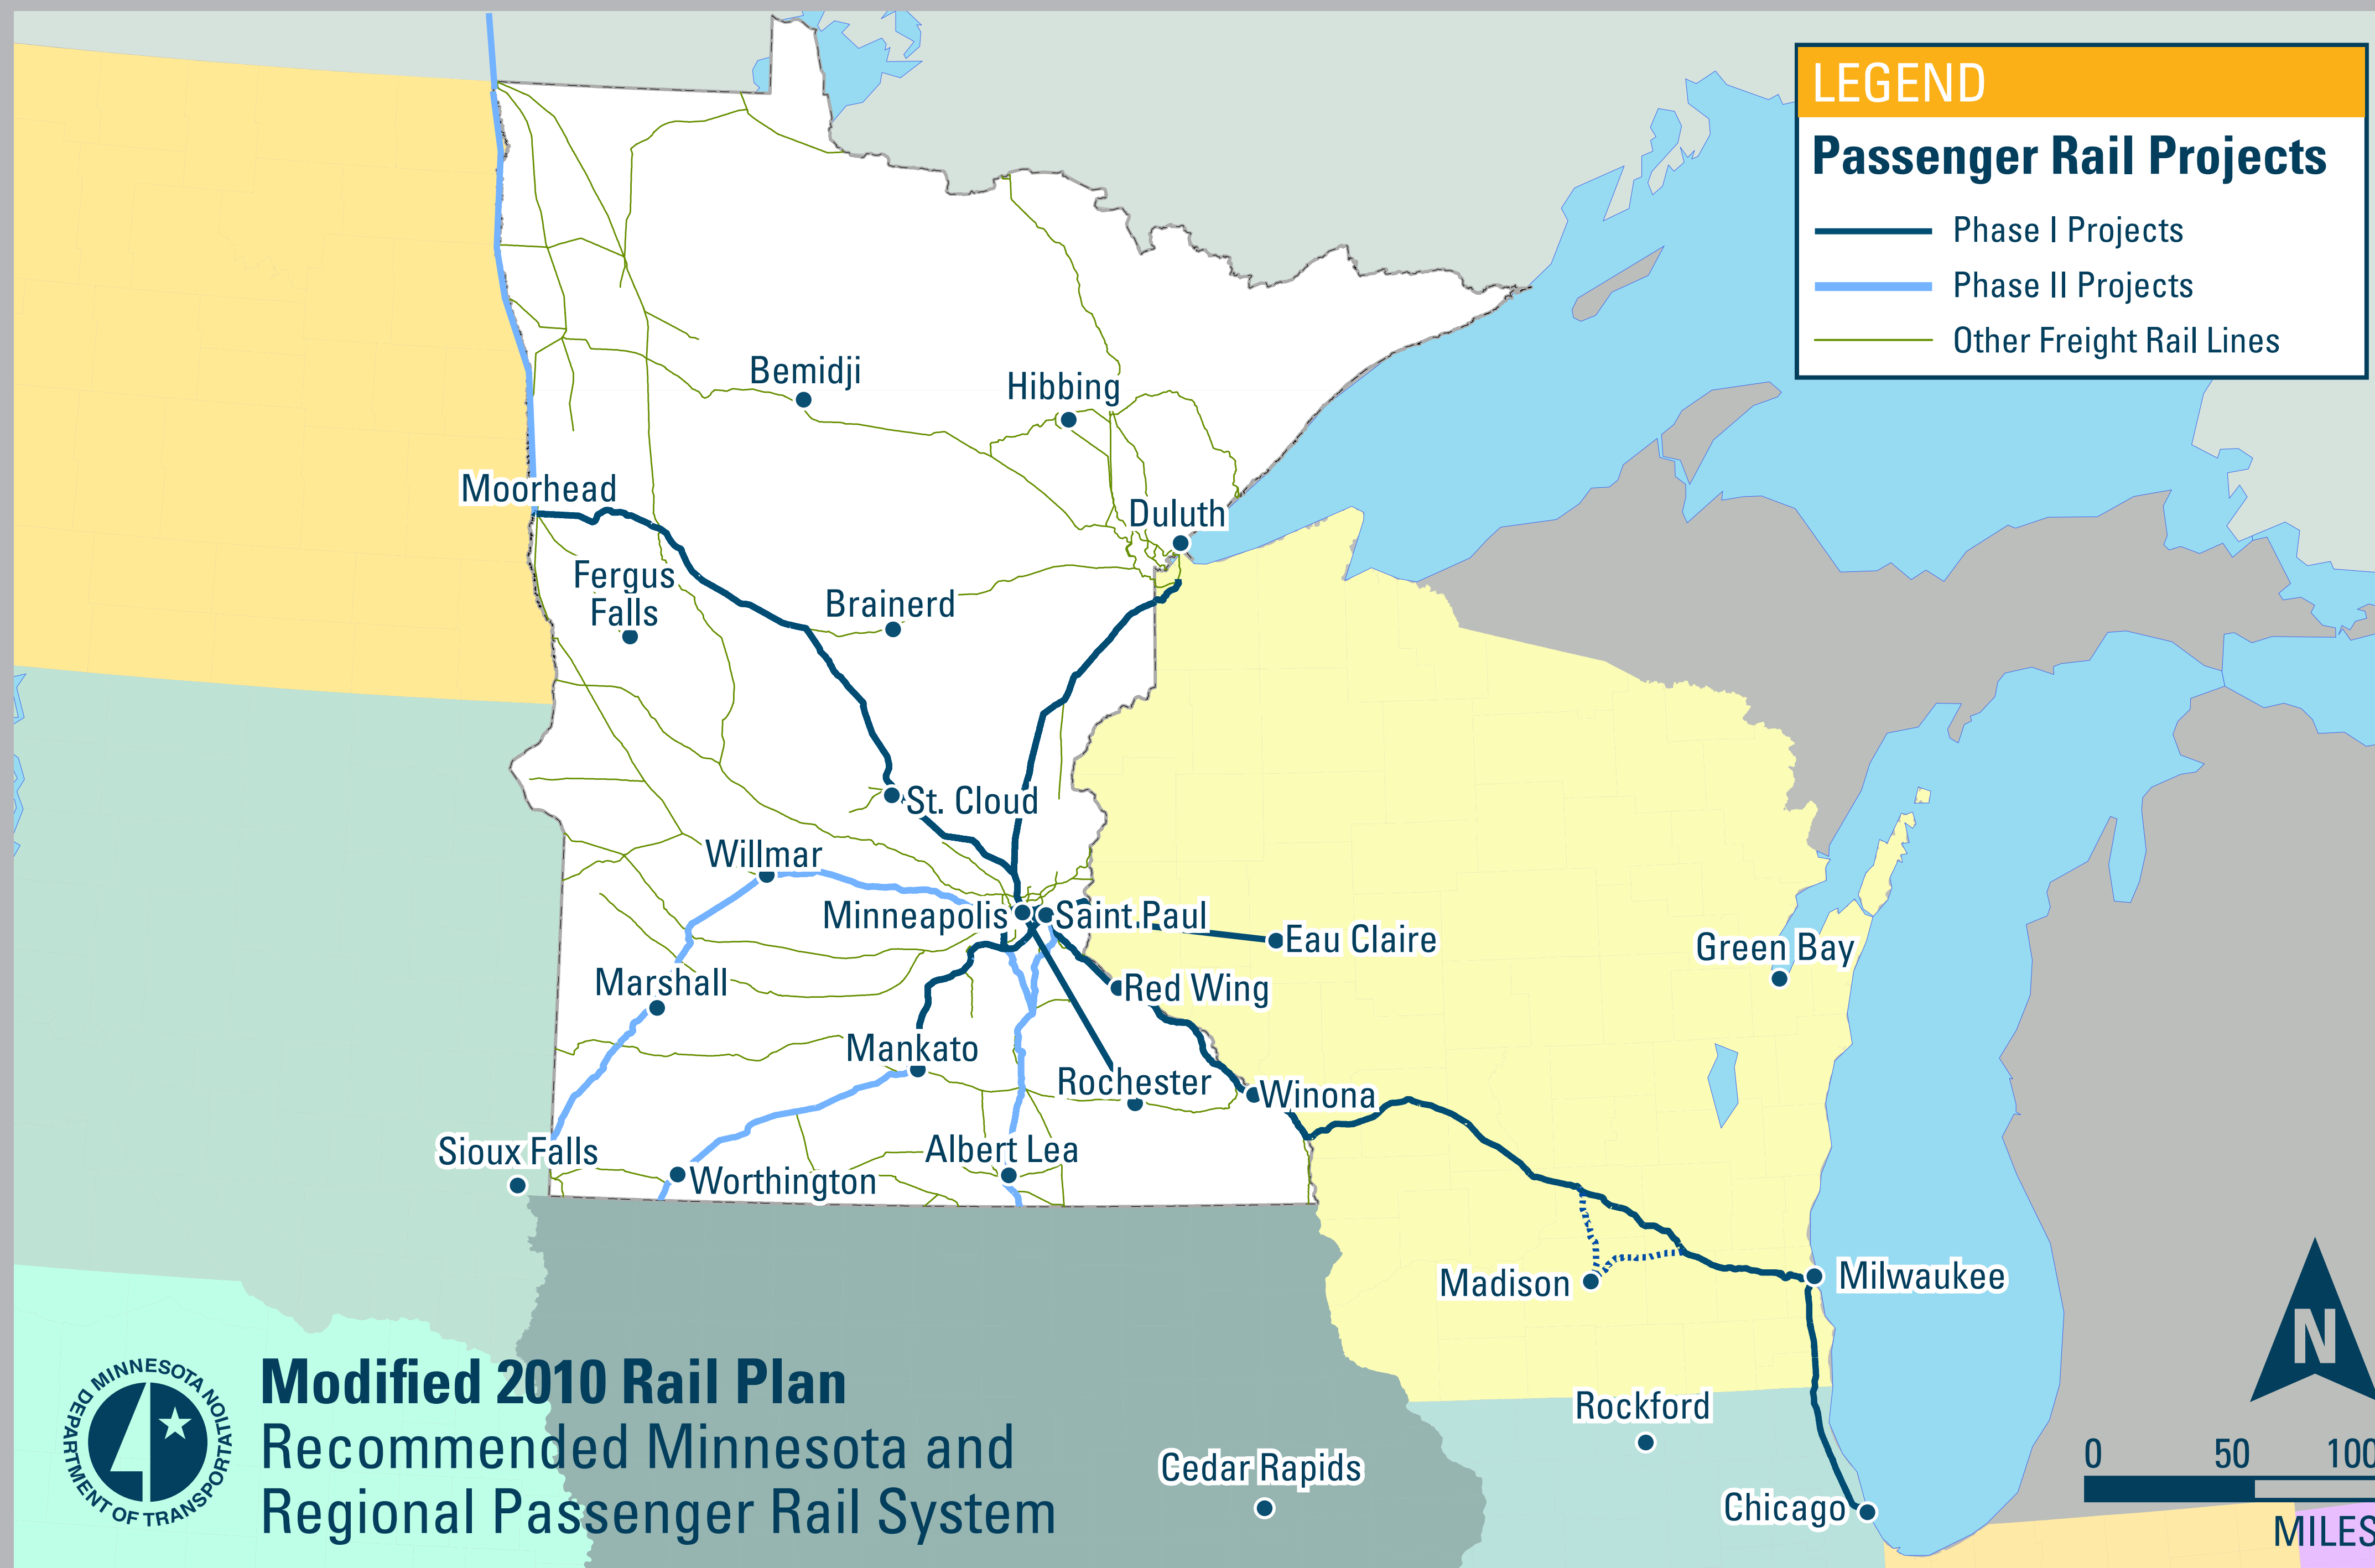 LEGEND
Passenger Rail Projects
Phase I Projects
Phase II Projects
Other Freight Rail Lines
Bemidji
Hibbing
Moorhead
Duluth
Fergus
Falls
Brainerd
St. Cloud
Willmar
Minneapolis
Saint Paul
Eau Claire
Green Bay
Marshall
Red Wing
Mankato
Rochester
Winona
Sioux Falls
Albert Lea
Worthington
Madison
Milwaukee
N
MINNESOTA DEPARTMENT OF TRANSPORTATION
Modified 2010 Rail Plan
Recommended Minnesota and
Regional Passenger Rail System
Rockford
Cedar Rapids
Chicago
0 50 100
MILES